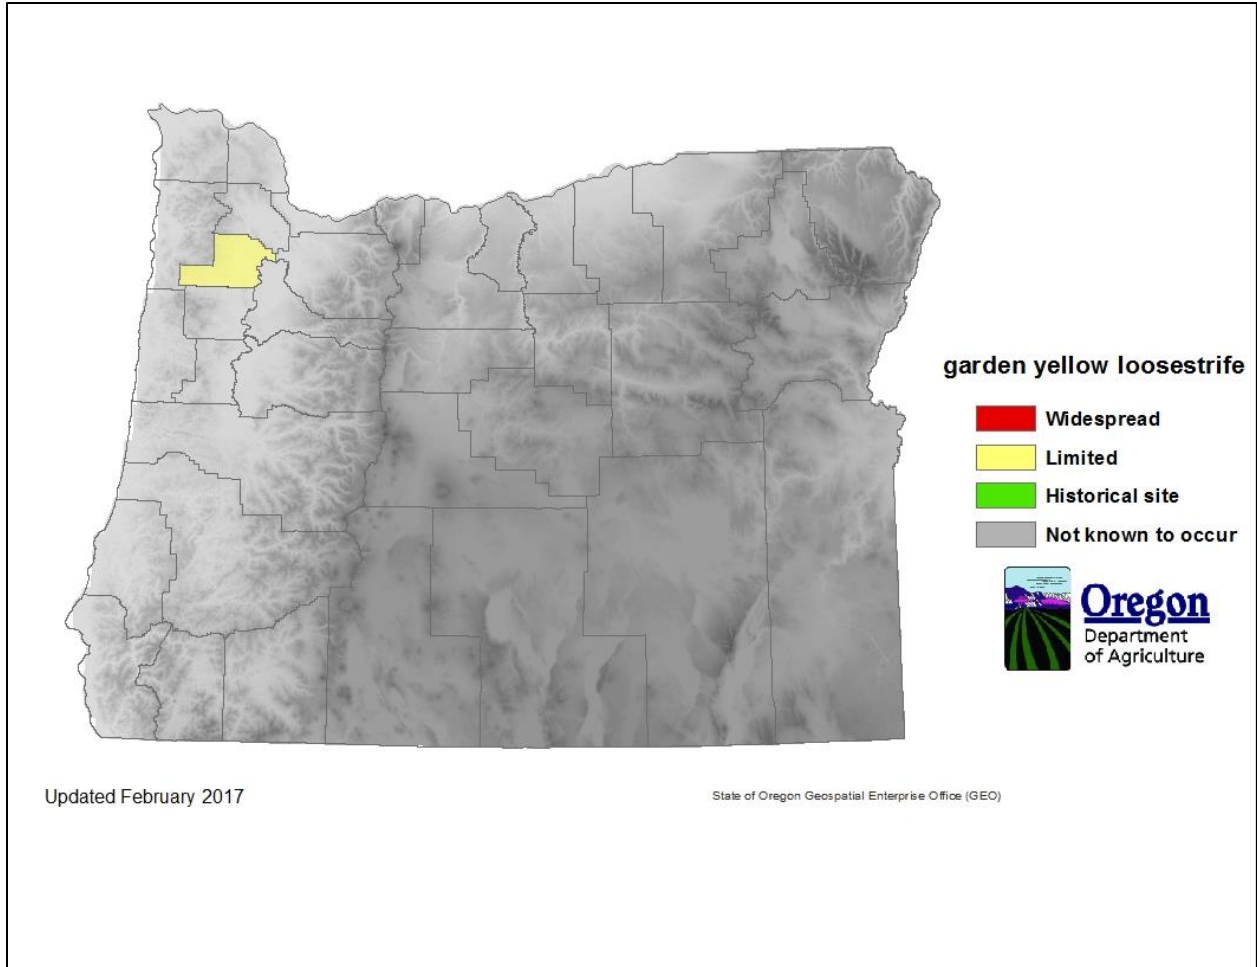 garden yellow loosestrife
Widespread
Limited
Historical site
Not known to occur
Oregon
Department
of Agriculture
Updated February 2017
State of Oregon Geospatial Enterprise Office (GEO)